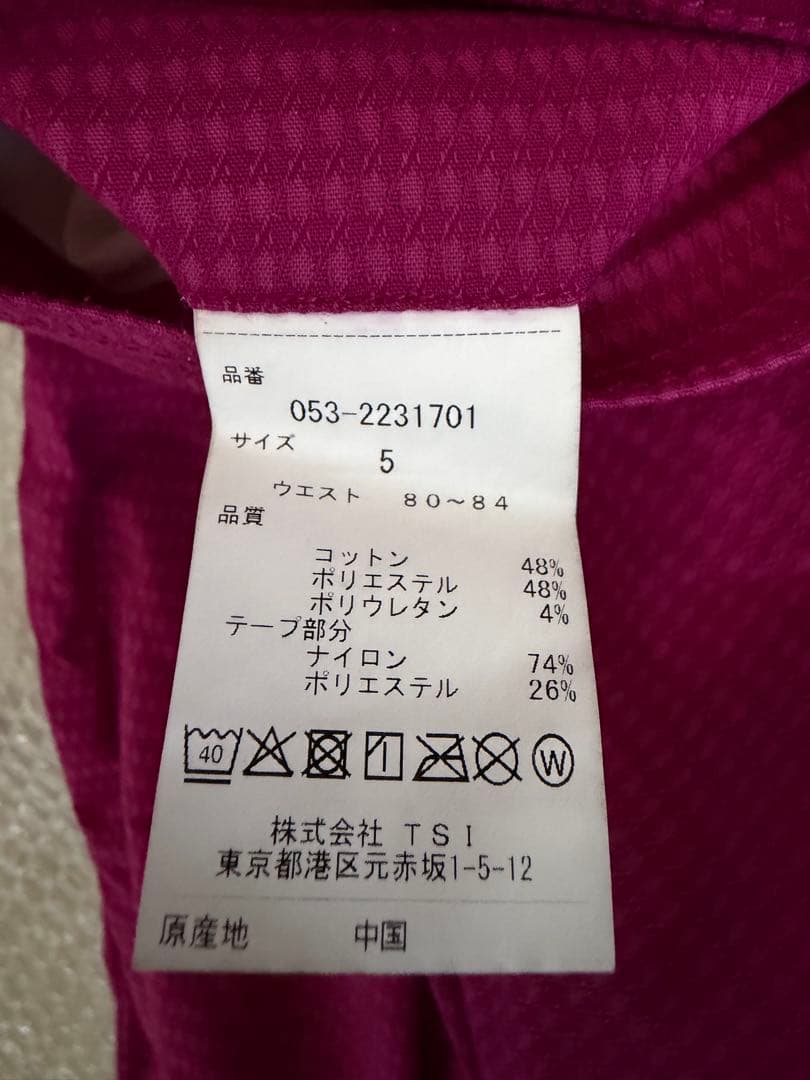 品番
053-2231701
サイズ
5
ウエスト 80～84
品質
コットン 48%
ポリエステル 48%
ポリウレタン 4%
テープ部分
ナイロン 74%
ポリエステル 26%
40 W
株式会社 TSI
東京都港区元赤坂1-5-12
原産地 中国